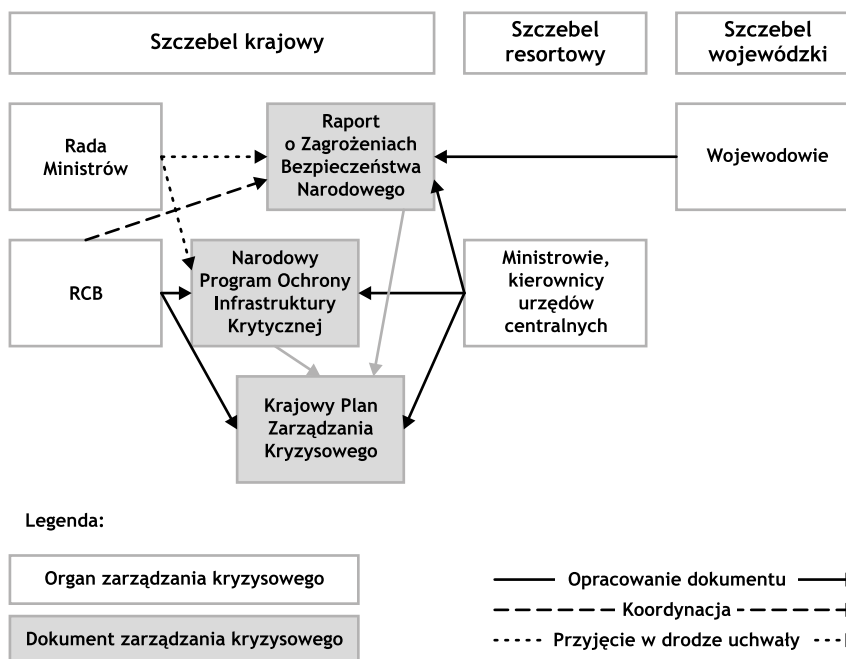 Szczebel krajowy
Szczebel
resortowy
Szczebel
wojewódzki
Rada
Ministrów
Raport
o Zagrożeniach
Bezpieczeństwa
Narodowego
Wojewodowie
RCB
Narodowy
Program Ochrony
Infrastruktury
Krytycznej
Ministrowie,
kierownicy
urzędów
centralnych
Krajowy Plan
Zarządzania
Kryzysowego
Legenda:
Organ zarządzania kryzysowego
Dokument zarządzania kryzysowego
Opracowanie dokumentu
Koordynacja
Przyjęcie w drodze uchwały